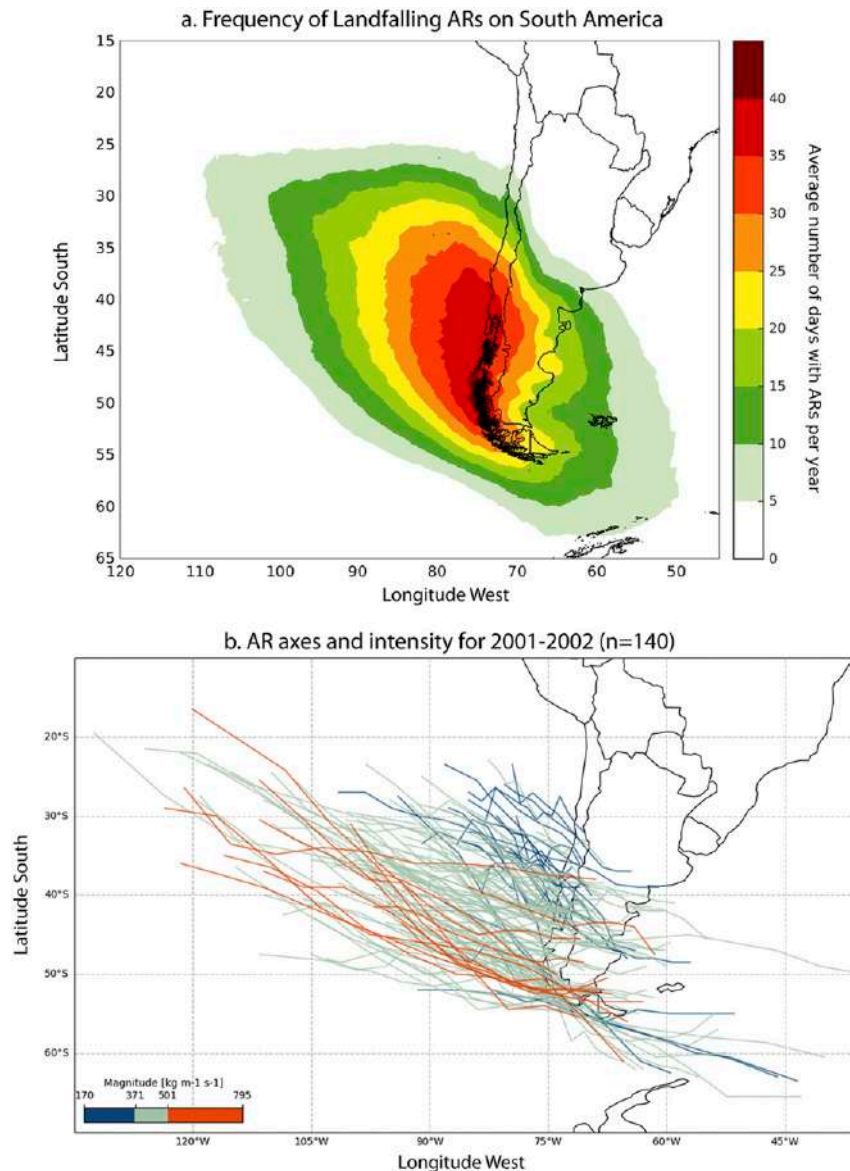 a. Frequency of Landfalling ARs on South America
15
20
25
30
35
40
45
50
55
60
65
Latitude South
120 110 100 90 80 70 60 50
Longitude West
40
35
30
25
20
15
10
5
0
Average number of days with ARs per year
b. AR axes and intensity for 2001-2002 (n=140)
20°S
30°S
40°S
50°S
60°S
Latitude South
Magnitude [kg m-1 s-1]
170 371 501 795
120°W 105°W 90°W 75°W 60°W 45°W
Longitude West